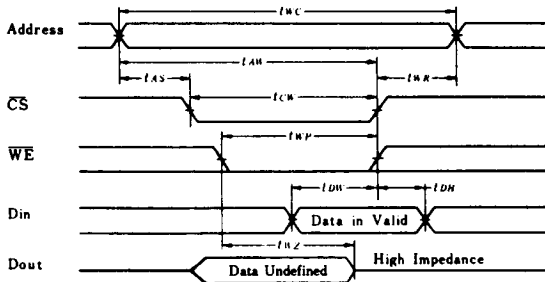 tWC
Address
tAW
tAS
tWR
CS
tCW
WE
tWP
tDW
tDH
Din
Data in Valid
tWZ
Dout
Data Undefined
High Impedance